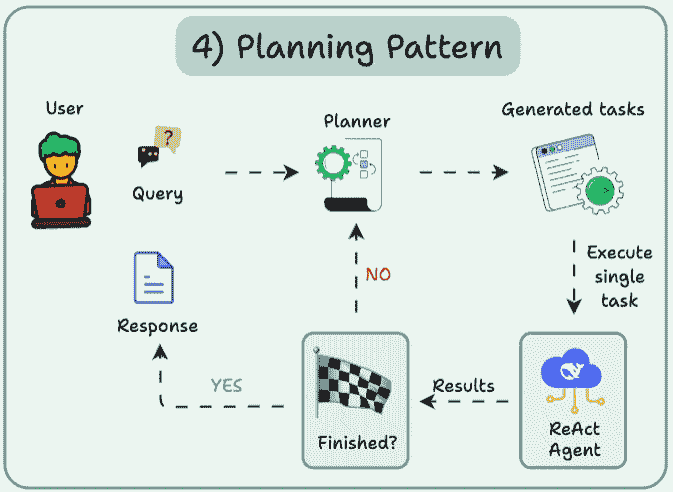 4) Planning Pattern
User
Planner
Generated tasks
?
Query
Execute
single
task
NO
Response
YES
Results
Finished?
ReAct
Agent